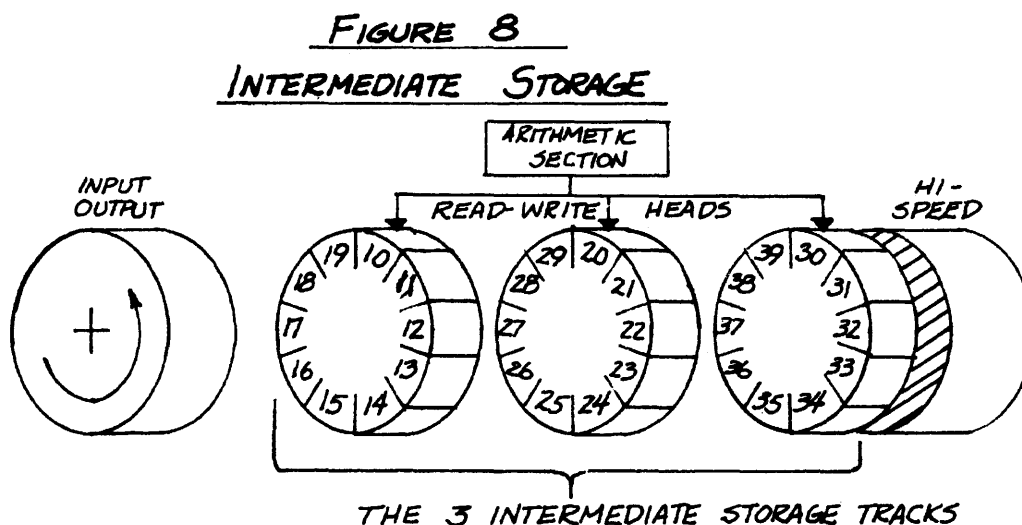 FIGURE 8
INTERMEDIATE STORAGE
ARITHMETIC
SECTION
INPUT
OUTPUT
READ-WRITE HEADS
HI-
SPEED
19 10
18 11
17 12
16 13
15 14
29 20
28 21
27 22
26 23
25 24
39 30
38 31
37 32
36 33
35 34
THE 3 INTERMEDIATE STORAGE TRACKS